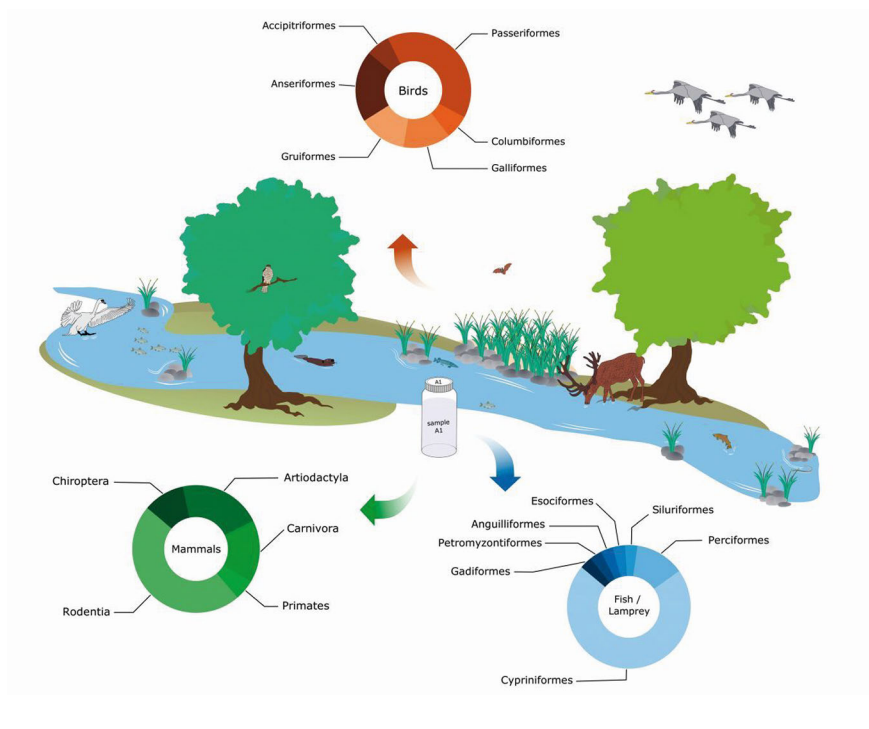 Accipitriformes
Passeriformes
Anseriformes
Birds
Columbiformes
Gruiformes
Galliformes
A1
sample
A1
Chiroptera
Artiodactyla
Carnivora
Mammals
Rodentia
Primates
Esociformes
Siluriformes
Anguilliformes
Petromyzontiformes
Perciformes
Gadiformes
Fish /
Lamprey
Cypriniformes